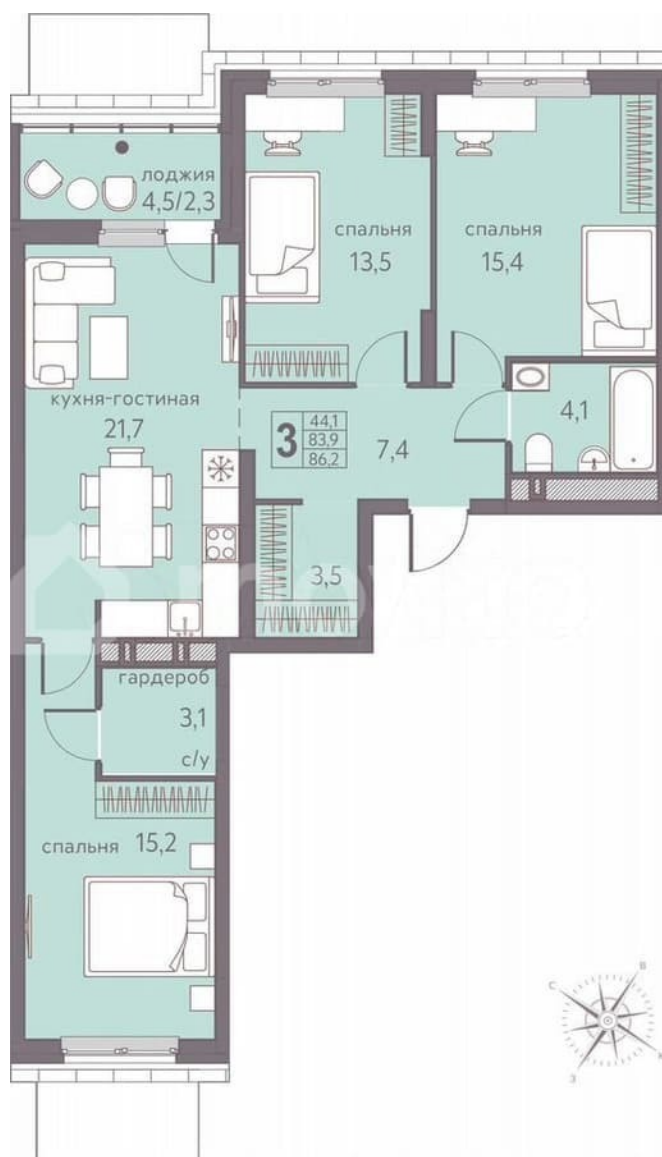 лоджия
4,5/2,3
спальня
13,5
спальня
15,4
кухня-гостиная
21,7
3
44,1
83,9
86,2
7,4
4,1
3,5
гардероб
3,1
с/у
спальня 15,2
С
В
З